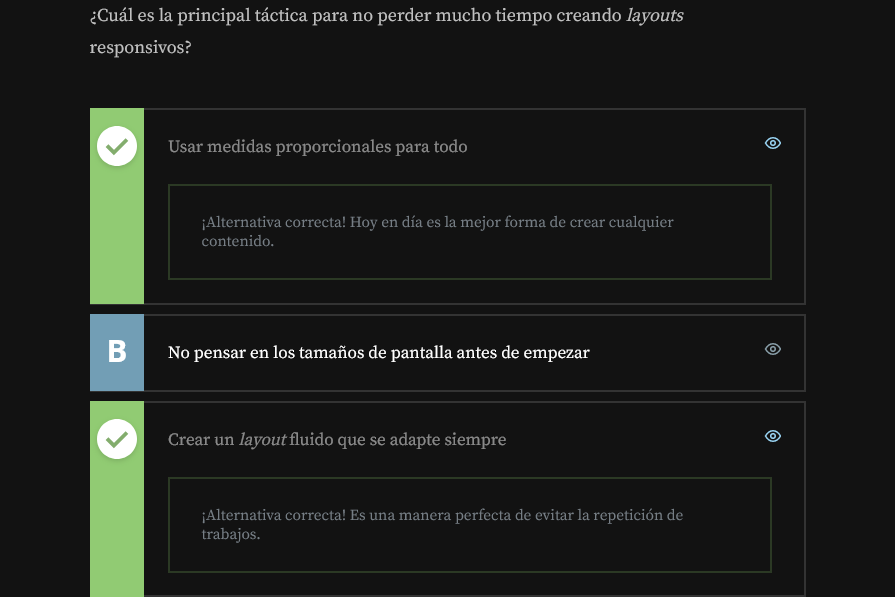 ¿Cuál es la principal táctica para no perder mucho tiempo creando layouts
responsivos?
Usar medidas proporcionales para todo
¡Alternativa correcta! Hoy en día es la mejor forma de crear cualquier
contenido.
B
No pensar en los tamaños de pantalla antes de empezar
Crear un layout fluido que se adapte siempre
¡Alternativa correcta! Es una manera perfecta de evitar la repetición de
trabajos.